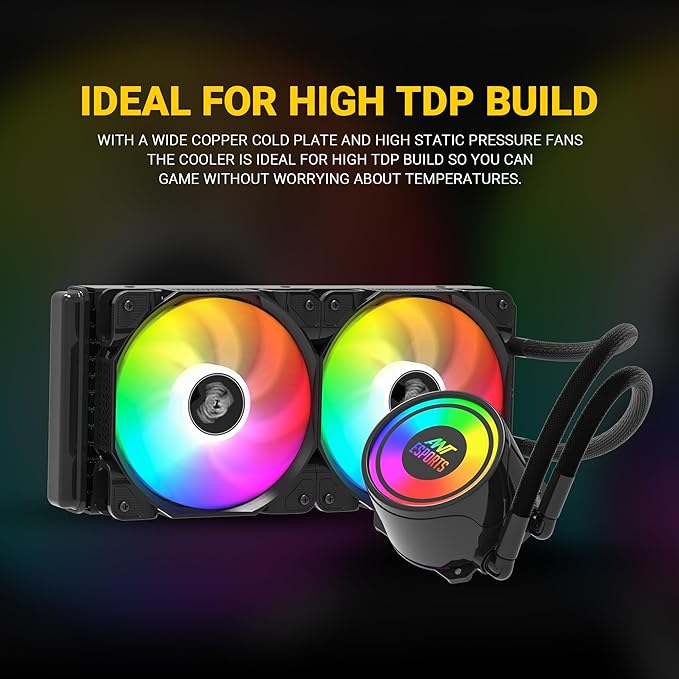 IDEAL FOR HIGH TDP BUILD
WITH A WIDE COPPER COLD PLATE AND HIGH STATIC PRESSURE FANS
THE COOLER IS IDEAL FOR HIGH TDP BUILD SO YOU CAN
GAME WITHOUT WORRYING ABOUT TEMPERATURES.
ANT
ESPORTS